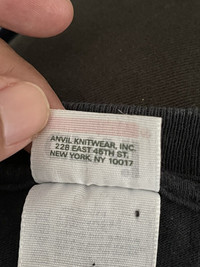 ANVIL KNITWEAR, INC.
228 EAST 45TH ST.
NEW YORK, NY 10017